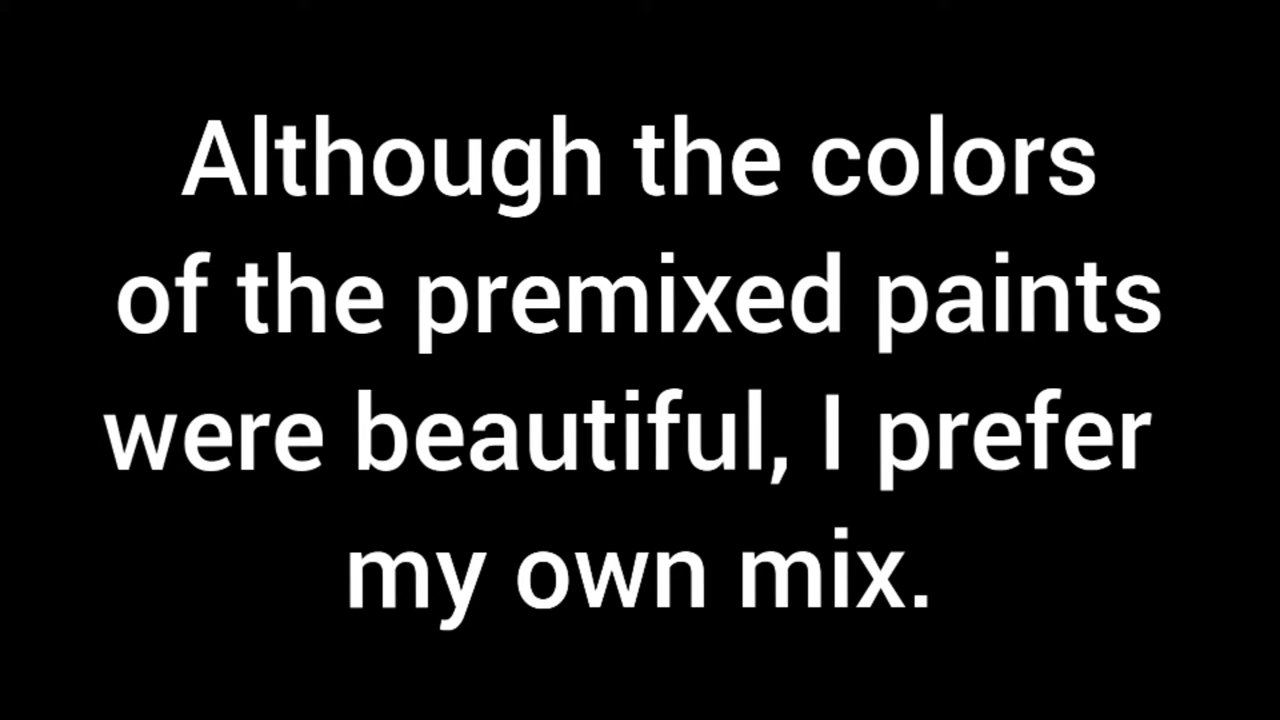 Although the colors
of the premixed paints
were beautiful, I prefer
my own mix.